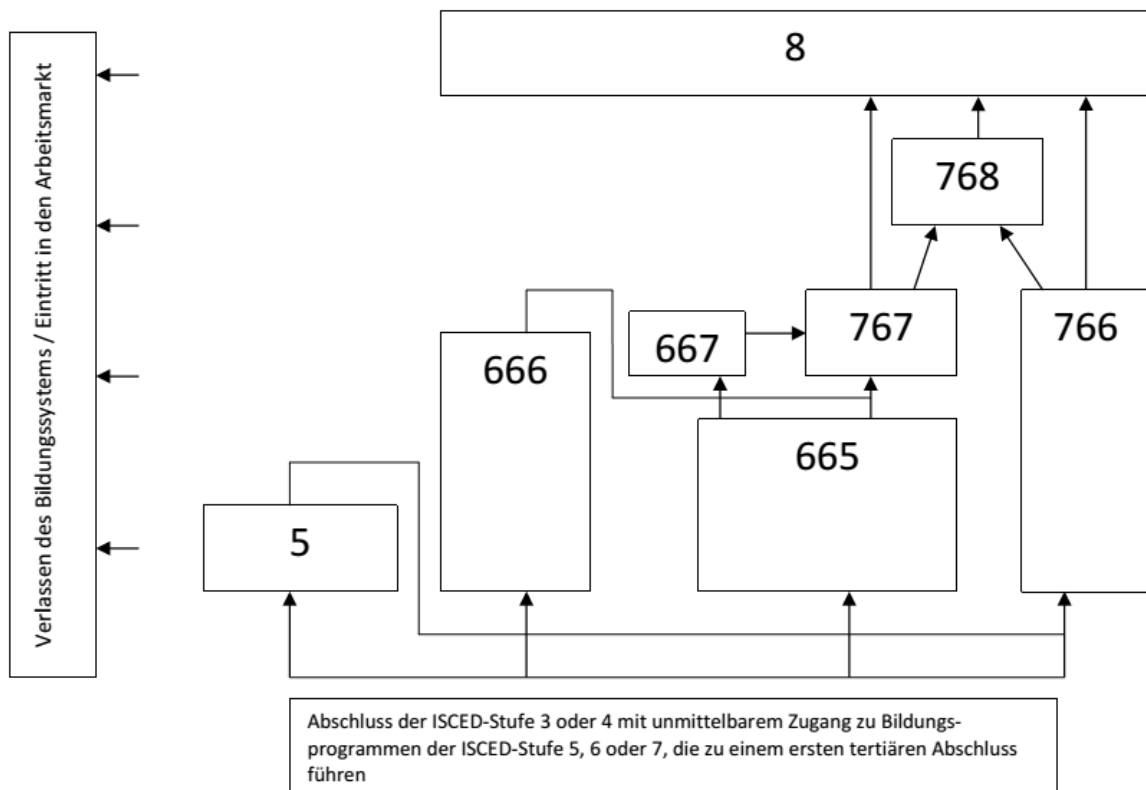 Verlassen des Bildungssystems / Eintritt in den Arbeitsmarkt
8
768
767
766
667
666
665
5
Abschluss der ISCED-Stufe 3 oder 4 mit unmittelbarem Zugang zu Bildungs-
programmen der ISCED-Stufe 5, 6 oder 7, die zu einem ersten tertiären Abschluss
führen